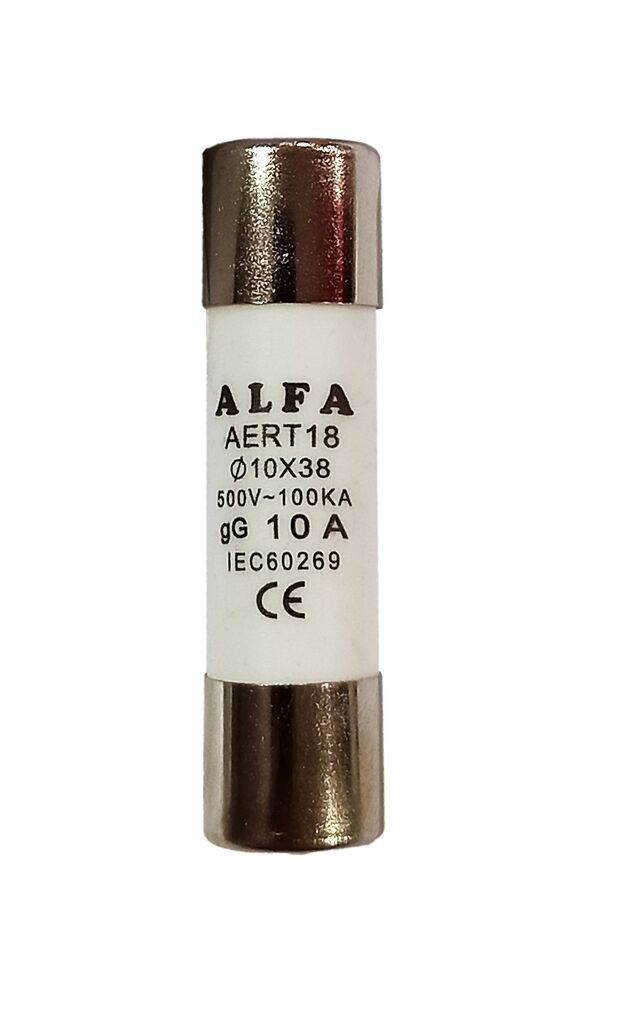 ALFA
AERT18
Ø10X38
500V~100KA
gG 10 A
IEC60269
CE